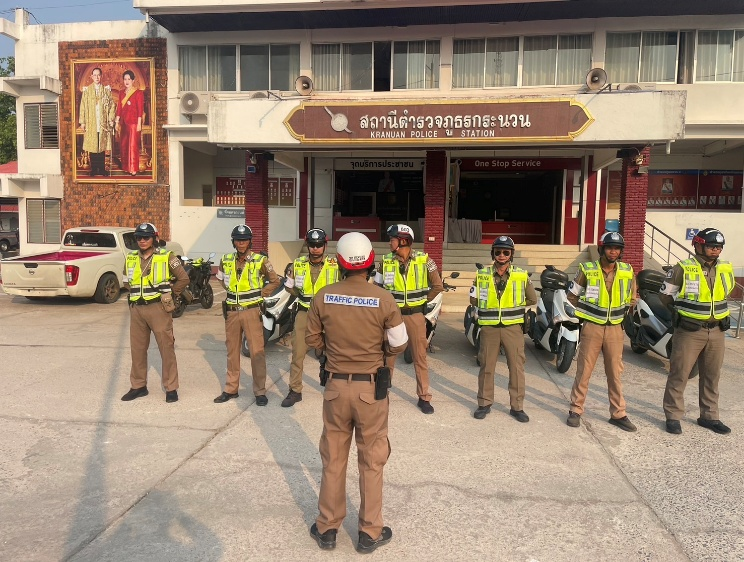 สถานีตำรวจภูธรกระนวน
KRANUAN POLICE STATION
จุดบริการประชาชน
One Stop Service
TRAFFIC POLICE